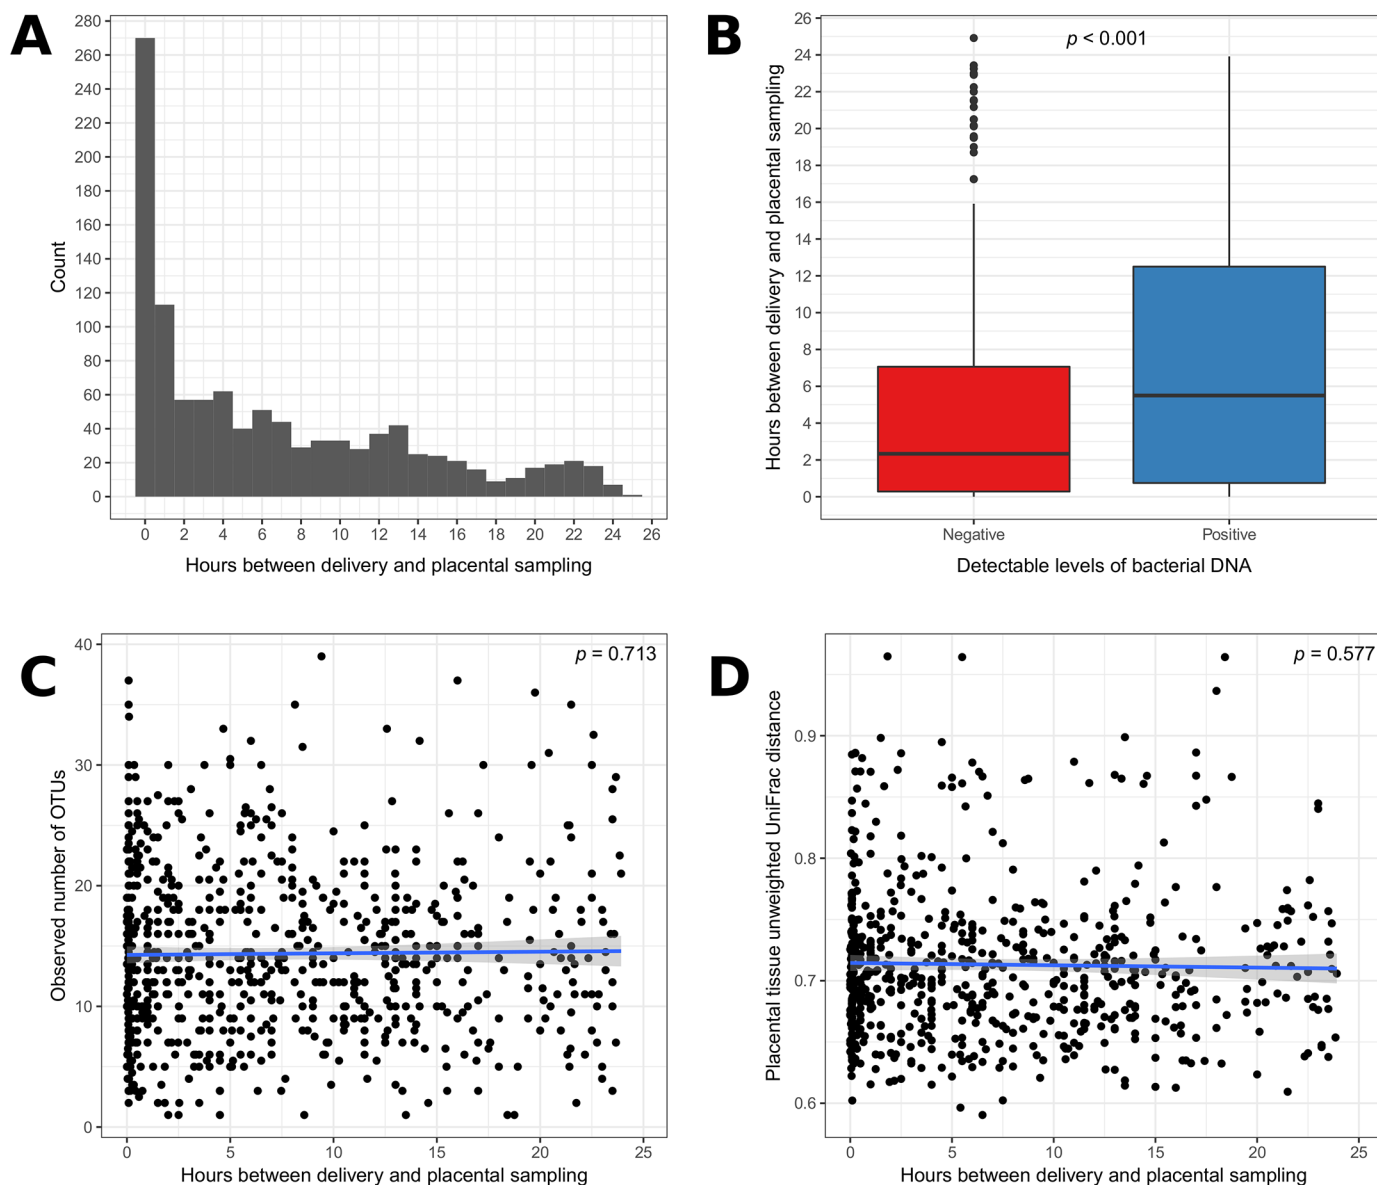 A
280
260
240
220
200
180
160
140
120
100
80
60
40
20
0
Count
0 2 4 6 8 10 12 14 16 18 20 22 24 26
Hours between delivery and placental sampling
B
p < 0.001
26
24
22
20
18
16
14
12
10
8
6
4
2
0
Hours between delivery and placental sampling
Negative Positive
Detectable levels of bacterial DNA
C
p = 0.713
40
30
20
10
0
Observed number of OTUs
0 5 10 15 20 25
Hours between delivery and placental sampling
D
p = 0.577
0.9
0.8
0.7
0.6
Placental tissue unweighted UniFrac distance
0 5 10 15 20 25
Hours between delivery and placental sampling